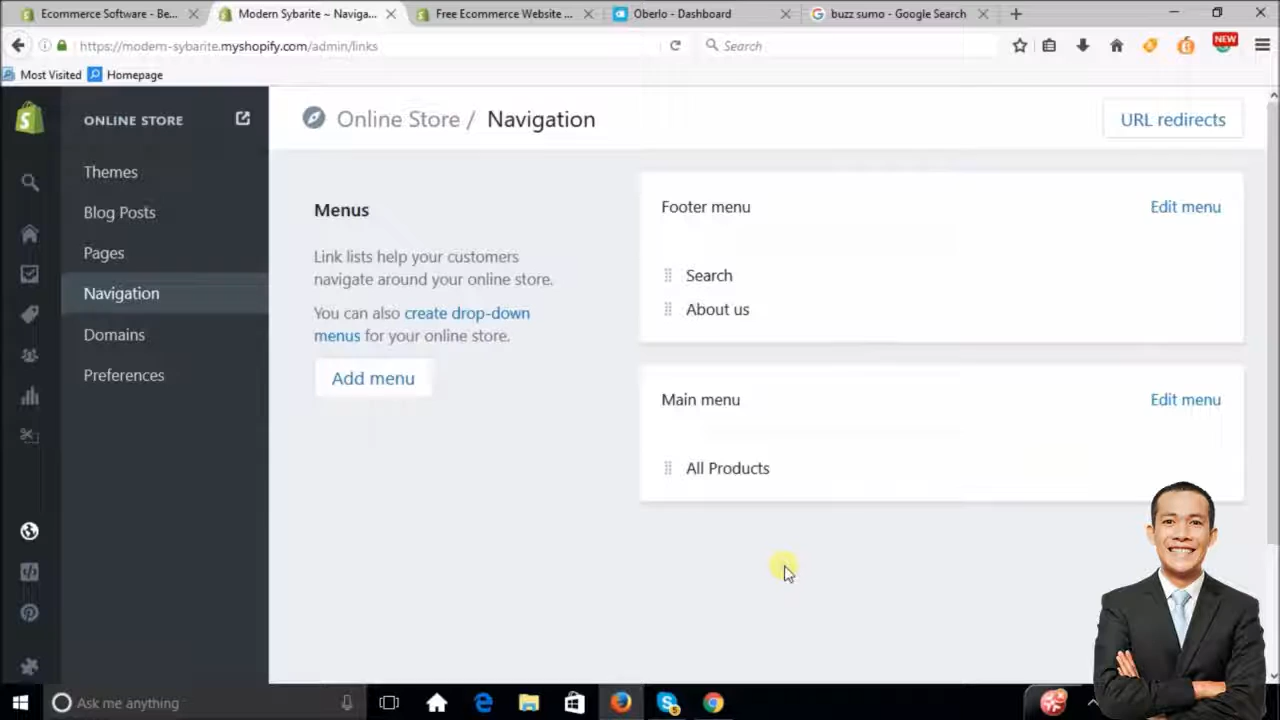 Ecommerce Software - Be...
Modern Sybarite ~ Naviga...
Free Ecommerce Website ...
Oberlo - Dashboard
buzz sumo - Google Search
https://modern-sybarite.myshopify.com/admin/links
Search
NEW
Most Visited
Homepage
ONLINE STORE
Themes
Blog Posts
Pages
Navigation
Domains
Preferences
Online Store / Navigation
URL redirects
Menus
Link lists help your customers
navigate around your online store.
You can also create drop-down
menus for your online store.
Add menu
Footer menu
Edit menu
Search
About us
Main menu
Edit menu
All Products
Ask me anything
5